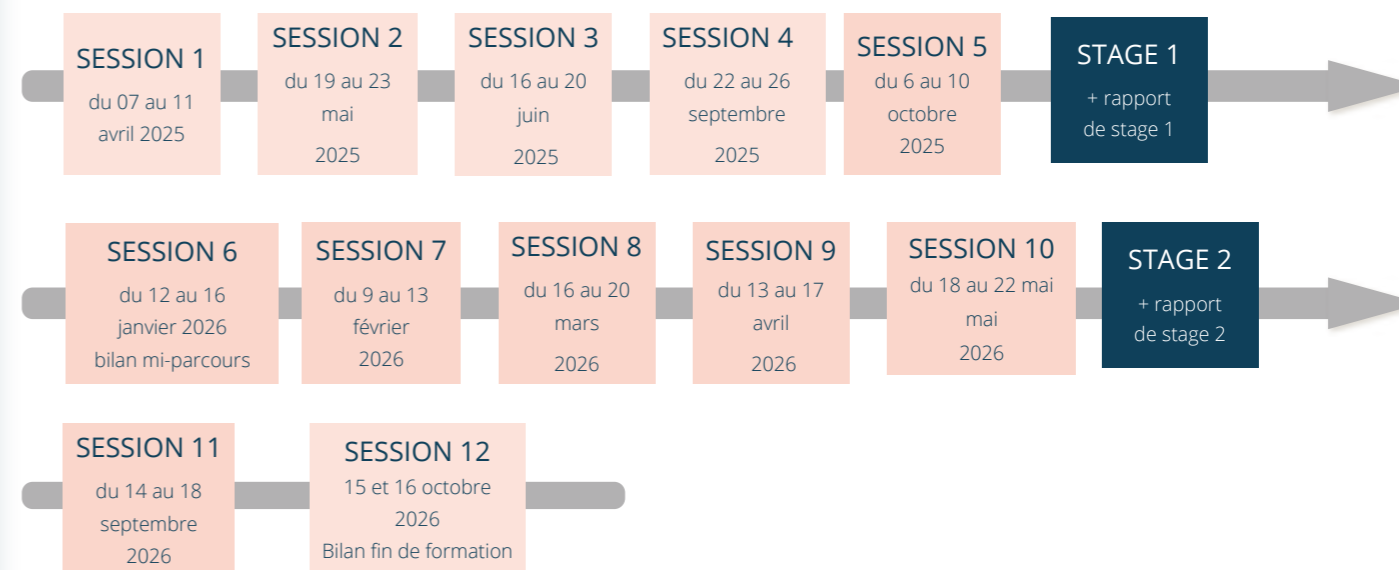 SESSION 1
du 07 au 11
avril 2025
SESSION 2
du 19 au 23
mai
2025
SESSION 3
du 16 au 20
juin
2025
SESSION 4
du 22 au 26
septembre
2025
SESSION 5
du 6 au 10
octobre
2025
STAGE 1
+ rapport
de stage 1
SESSION 6
du 12 au 16
janvier 2026
bilan mi-parcours
SESSION 7
du 9 au 13
février
2026
SESSION 8
du 16 au 20
mars
2026
SESSION 9
du 13 au 17
avril
2026
SESSION 10
du 18 au 22 mai
mai
2026
STAGE 2
+ rapport
de stage 2
SESSION 11
du 14 au 18
septembre
2026
SESSION 12
15 et 16 octobre
2026
Bilan fin de formation